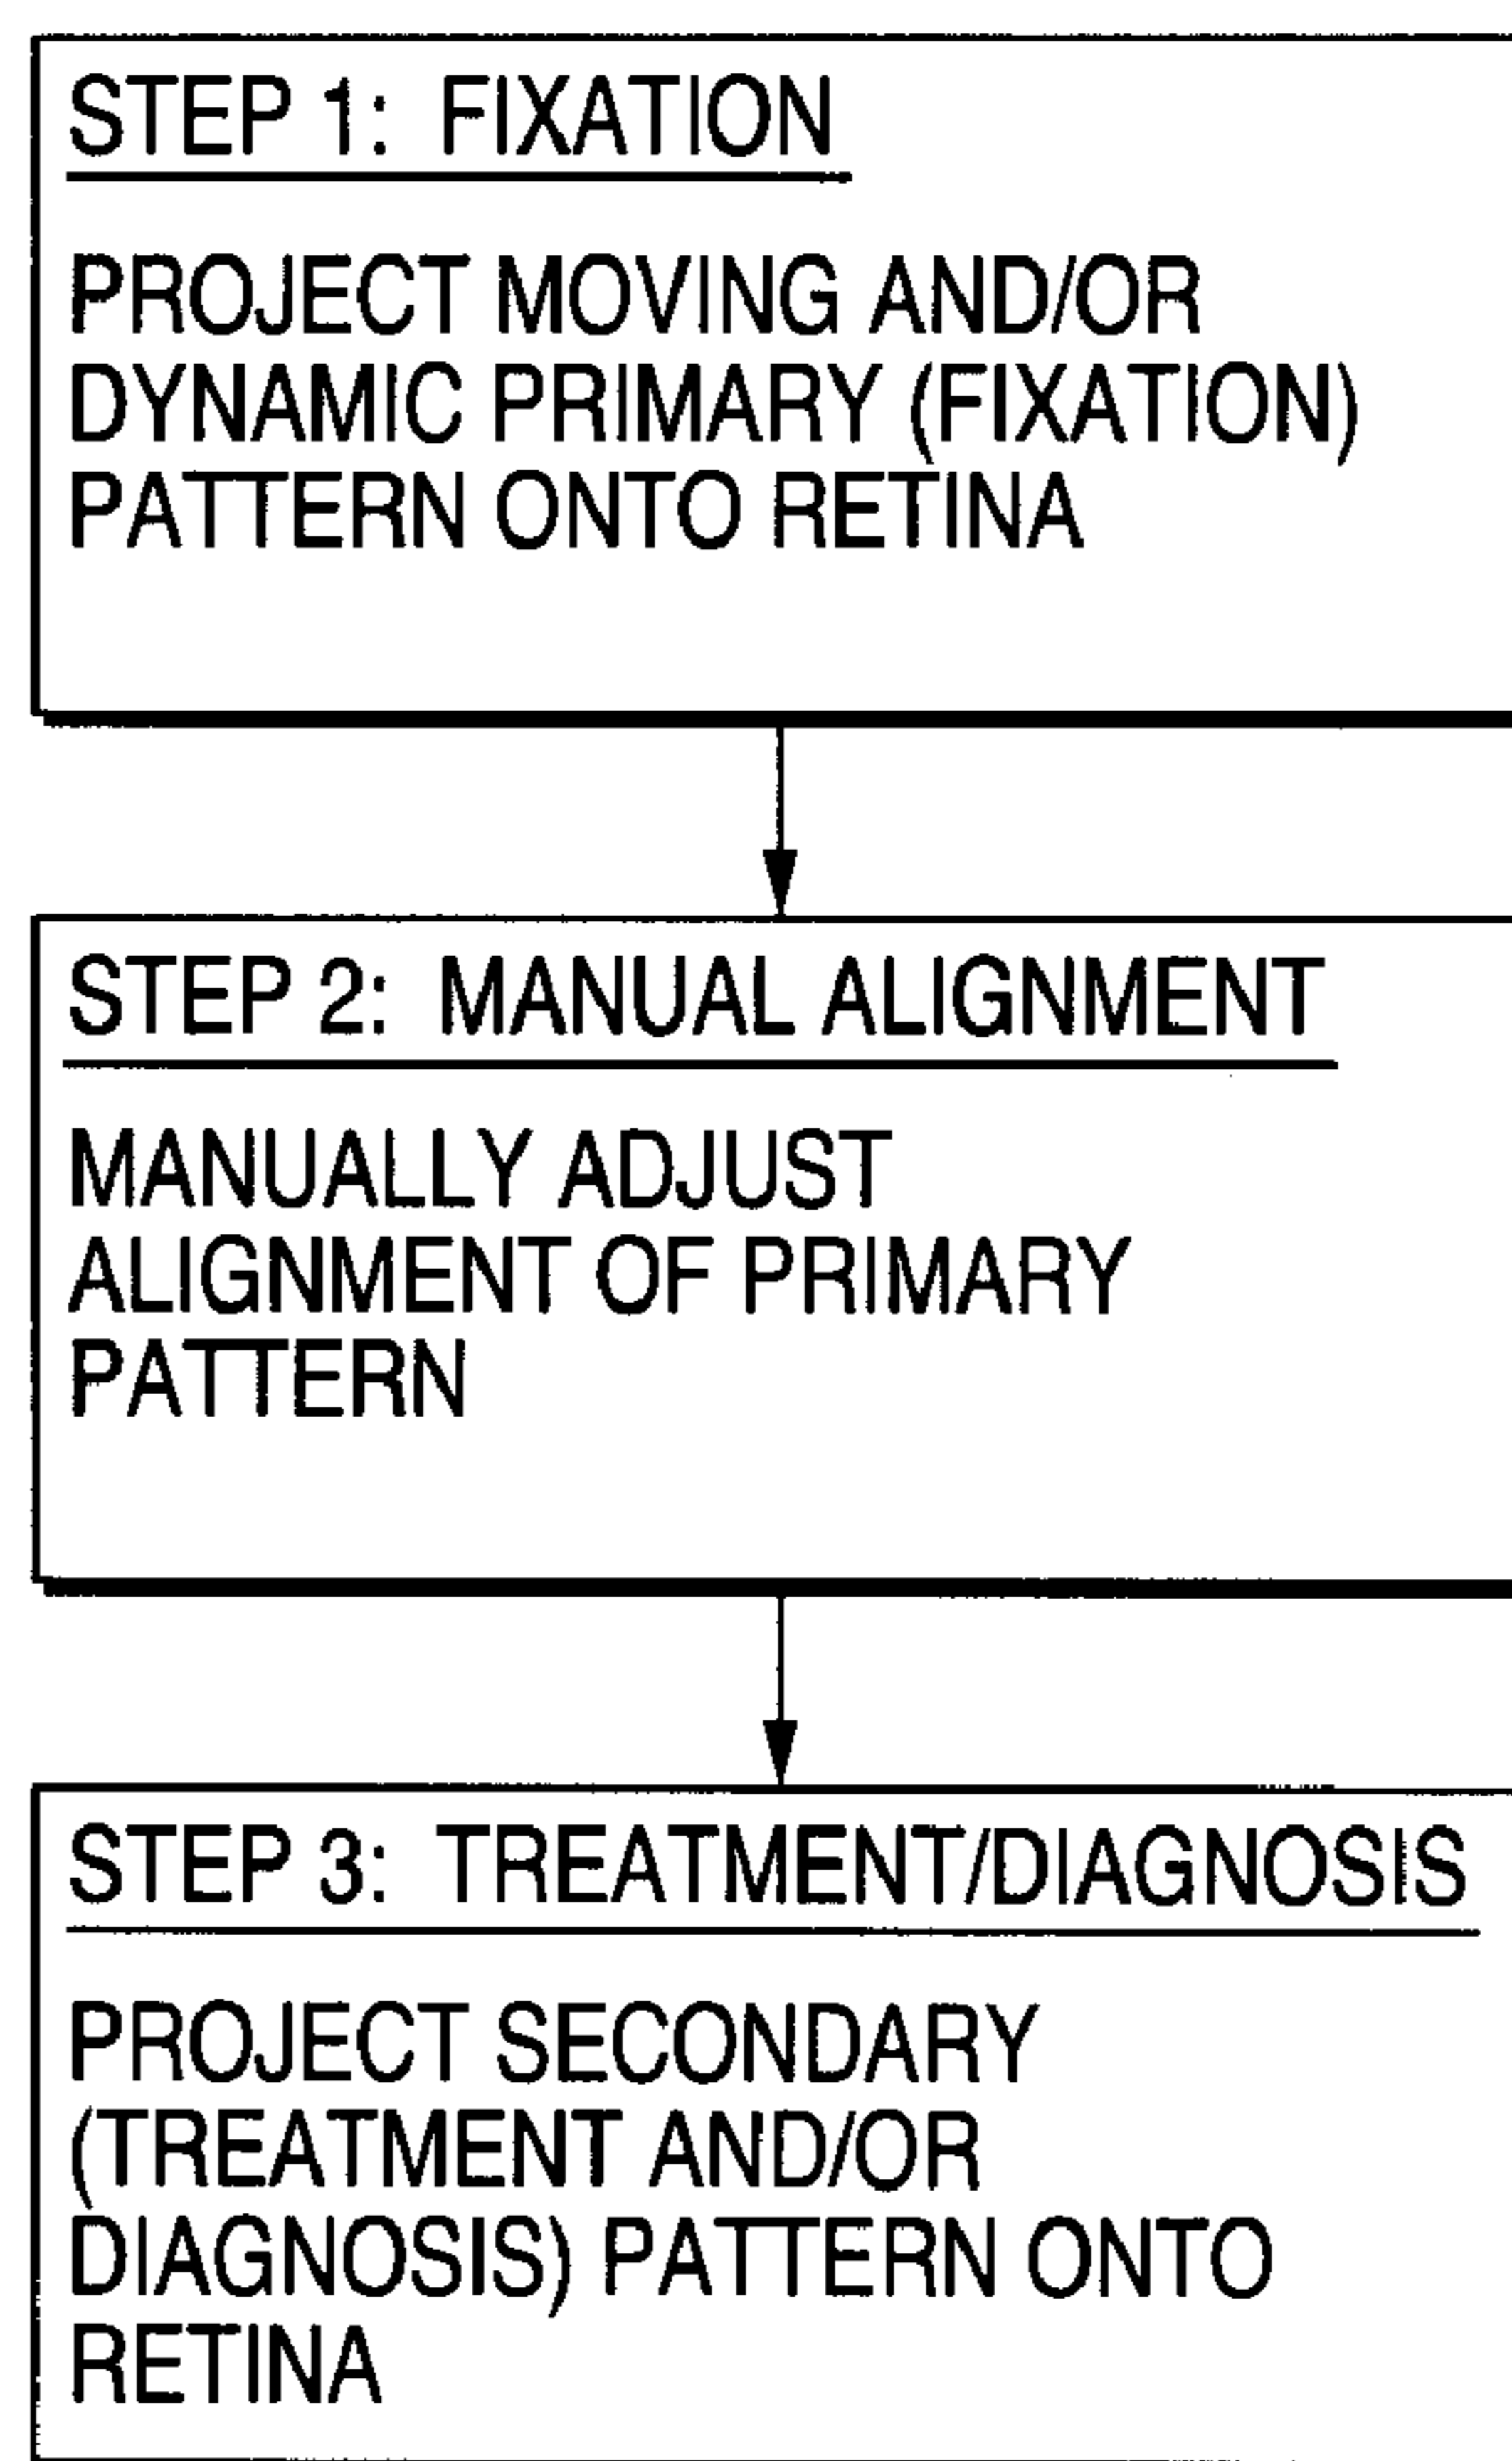 STEP 1: FIXATION
PROJECT MOVING AND/OR
DYNAMIC PRIMARY (FIXATION)
PATTERN ONTO RETINA
STEP 2: MANUAL ALIGNMENT
MANUALLY ADJUST
ALIGNMENT OF PRIMARY
PATTERN
STEP 3: TREATMENT/DIAGNOSIS
PROJECT SECONDARY
(TREATMENT AND/OR
DIAGNOSIS) PATTERN ONTO
RETINA